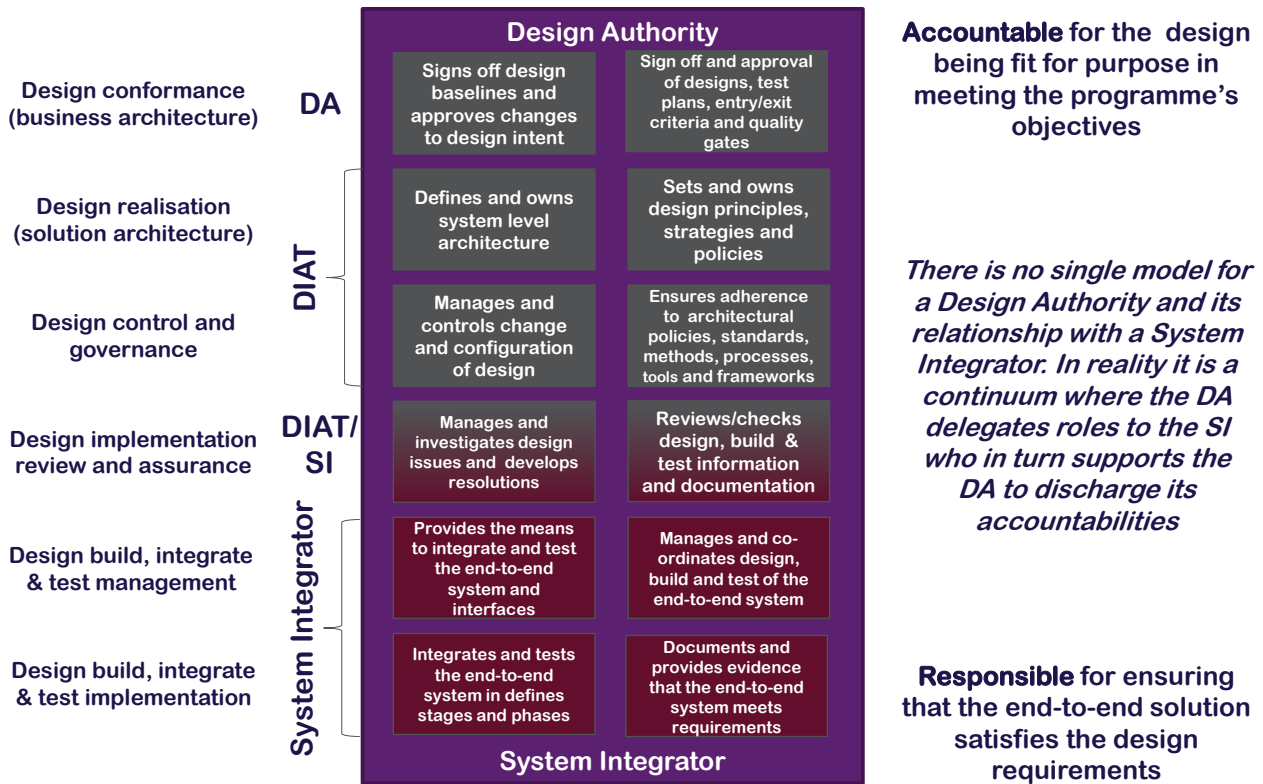 Design Authority
Design conformance
(business architecture)
DA
Signs off design
baselines and
approves changes
to design intent
Sign off and approval
of designs, test
plans, entry/exit
criteria and quality
gates
Accountable for the design
being fit for purpose in
meeting the programme's
objectives
Design realisation
(solution architecture)
DIAT
Defines and owns
system level
architecture
Sets and owns
design principles,
strategies and
policies
Design control and
governance
Manages and
controls change
and configuration
of design
Ensures adherence
to architectural
policies, standards,
methods, processes,
tools and frameworks
There is no single model for
a Design Authority and its
relationship with a System
Integrator. In reality it is a
continuum where the DA
delegates roles to the SI
who in turn supports the
DA to discharge its
accountabilities
Design implementation
review and assurance
DIAT/
SI
Manages and
investigates design
issues and develops
resolutions
Reviews/checks
design, build &
test information
and documentation
Design build, integrate
& test management
System Integrator
Provides the means
to integrate and test
the end-to-end
system and
interfaces
Manages and co-
ordinates design,
build and test of the
end-to-end system
Design build, integrate
& test implementation
Integrates and tests
the end-to-end
system in defines
stages and phases
Documents and
provides evidence
that the end-to-end
system meets
requirements
Responsible for ensuring
that the end-to-end solution
satisfies the design
requirements
System Integrator